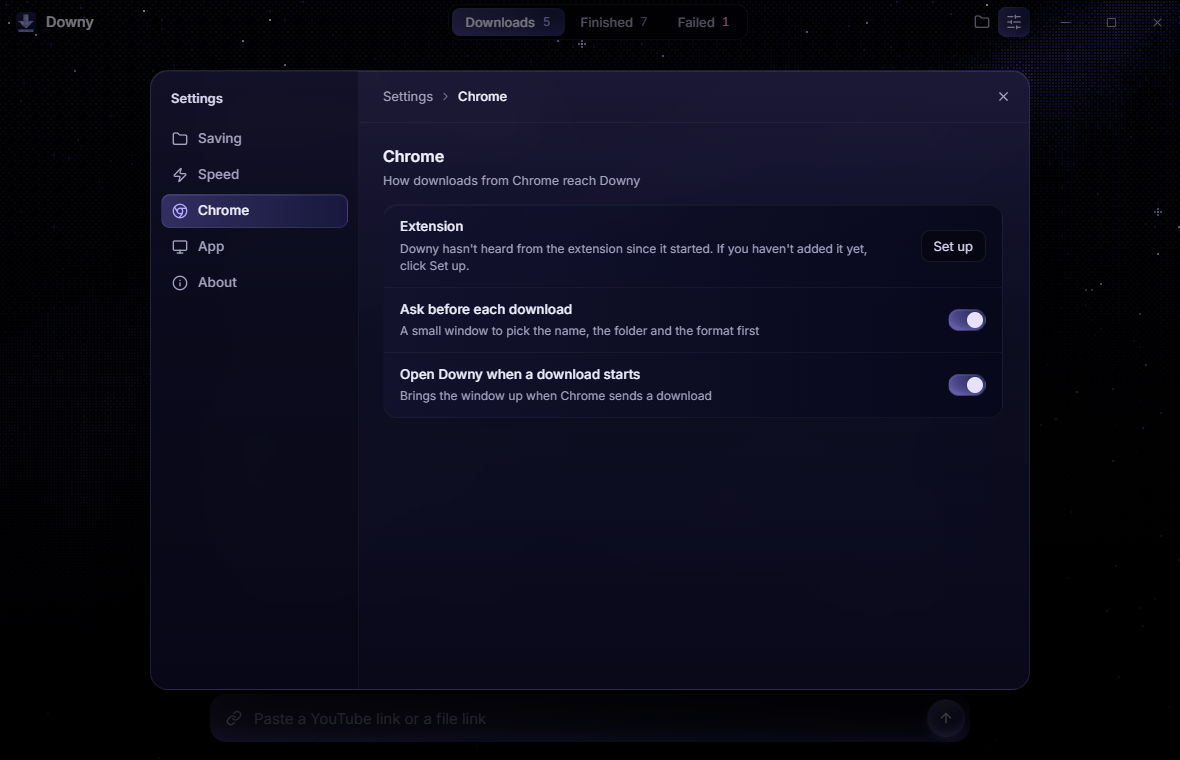 Downy
Downloads 5 Finished 7 Failed 1
Settings
Saving
Speed
Chrome
App
About
Settings > Chrome
Chrome
How downloads from Chrome reach Downy
Extension
Downy hasn't heard from the extension since it started. If you haven't added it yet,
click Set up.
Set up
Ask before each download
A small window to pick the name, the folder and the format first
Open Downy when a download starts
Brings the window up when Chrome sends a download
Paste a YouTube link or a file link